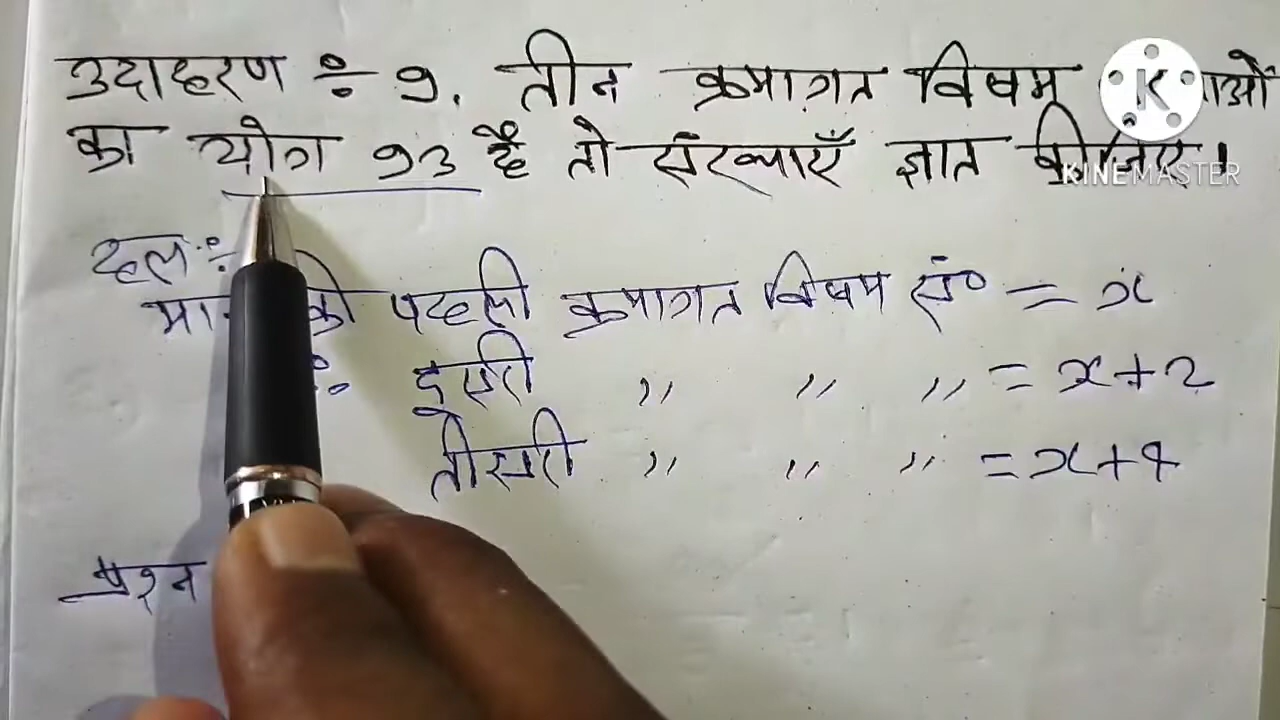 उदाहरण ÷ 9. तीन क्रमागत विषम
का योग 93 है तो संख्याएँ ज्ञात कीजिए।
KINEMASTER
हल ÷
को पहली क्रमागत विषम सं० = x
∴ दूसरी ,, ,, ,, = x+2
तीसरी ,, ,, ,, = x+4
प्रश्न